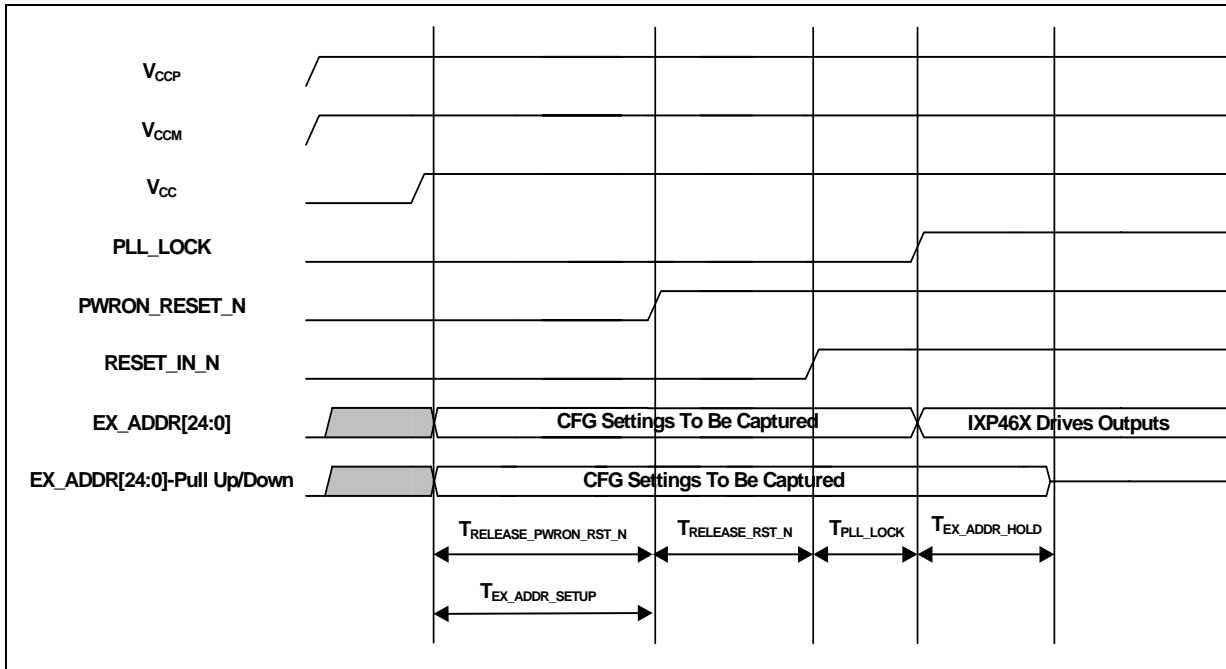 VCCP
VCCM
VCC
PLL_LOCK
PWRON_RESET_N
RESET_IN_N
EX_ADDR[24:0] CFG Settings To Be Captured IXP46X Drives Outputs
EX_ADDR[24:0]-Pull Up/Down CFG Settings To Be Captured
TRELEASE_PWRON_RST_N TRELEASE_RST_N TPLL_LOCK TEX_ADDR_HOLD
TEX_ADDR_SETUP